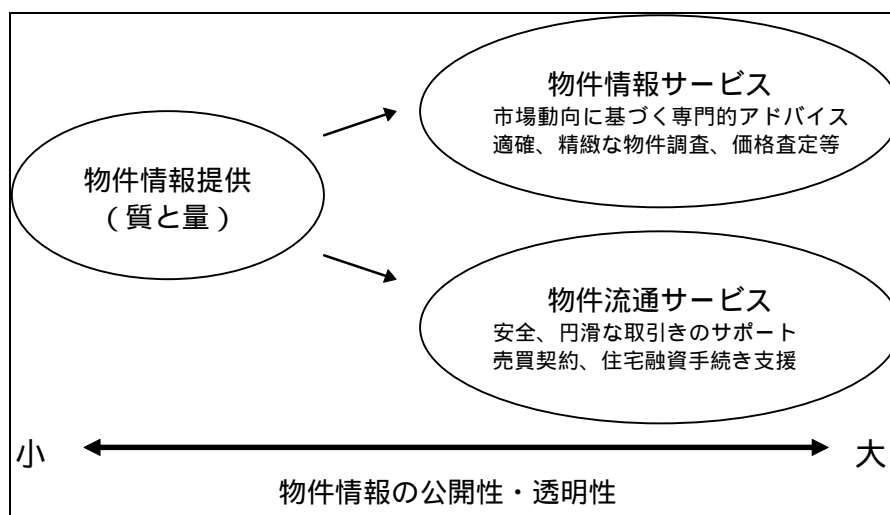 物件情報サービス
市場動向に基づく専門的アドバイス
適確、精緻な物件調査、価格査定等
物件情報提供
（質と量）
物件流通サービス
安全、円滑な取引きのサポート
売買契約、住宅融資手続き支援
小
大
物件情報の公開性・透明性